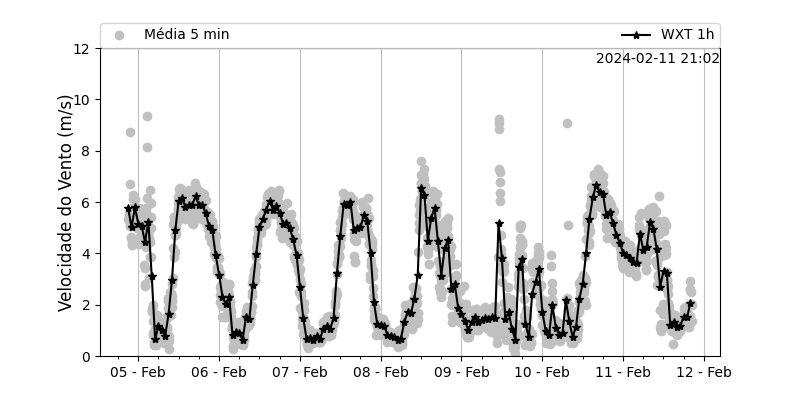 Média 5 min
WXT 1h
2024-02-11 21:02
Velocidade do Vento (m/s)
12
10
8
6
4
2
0
05 - Feb
06 - Feb
07 - Feb
08 - Feb
09 - Feb
10 - Feb
11 - Feb
12 - Feb